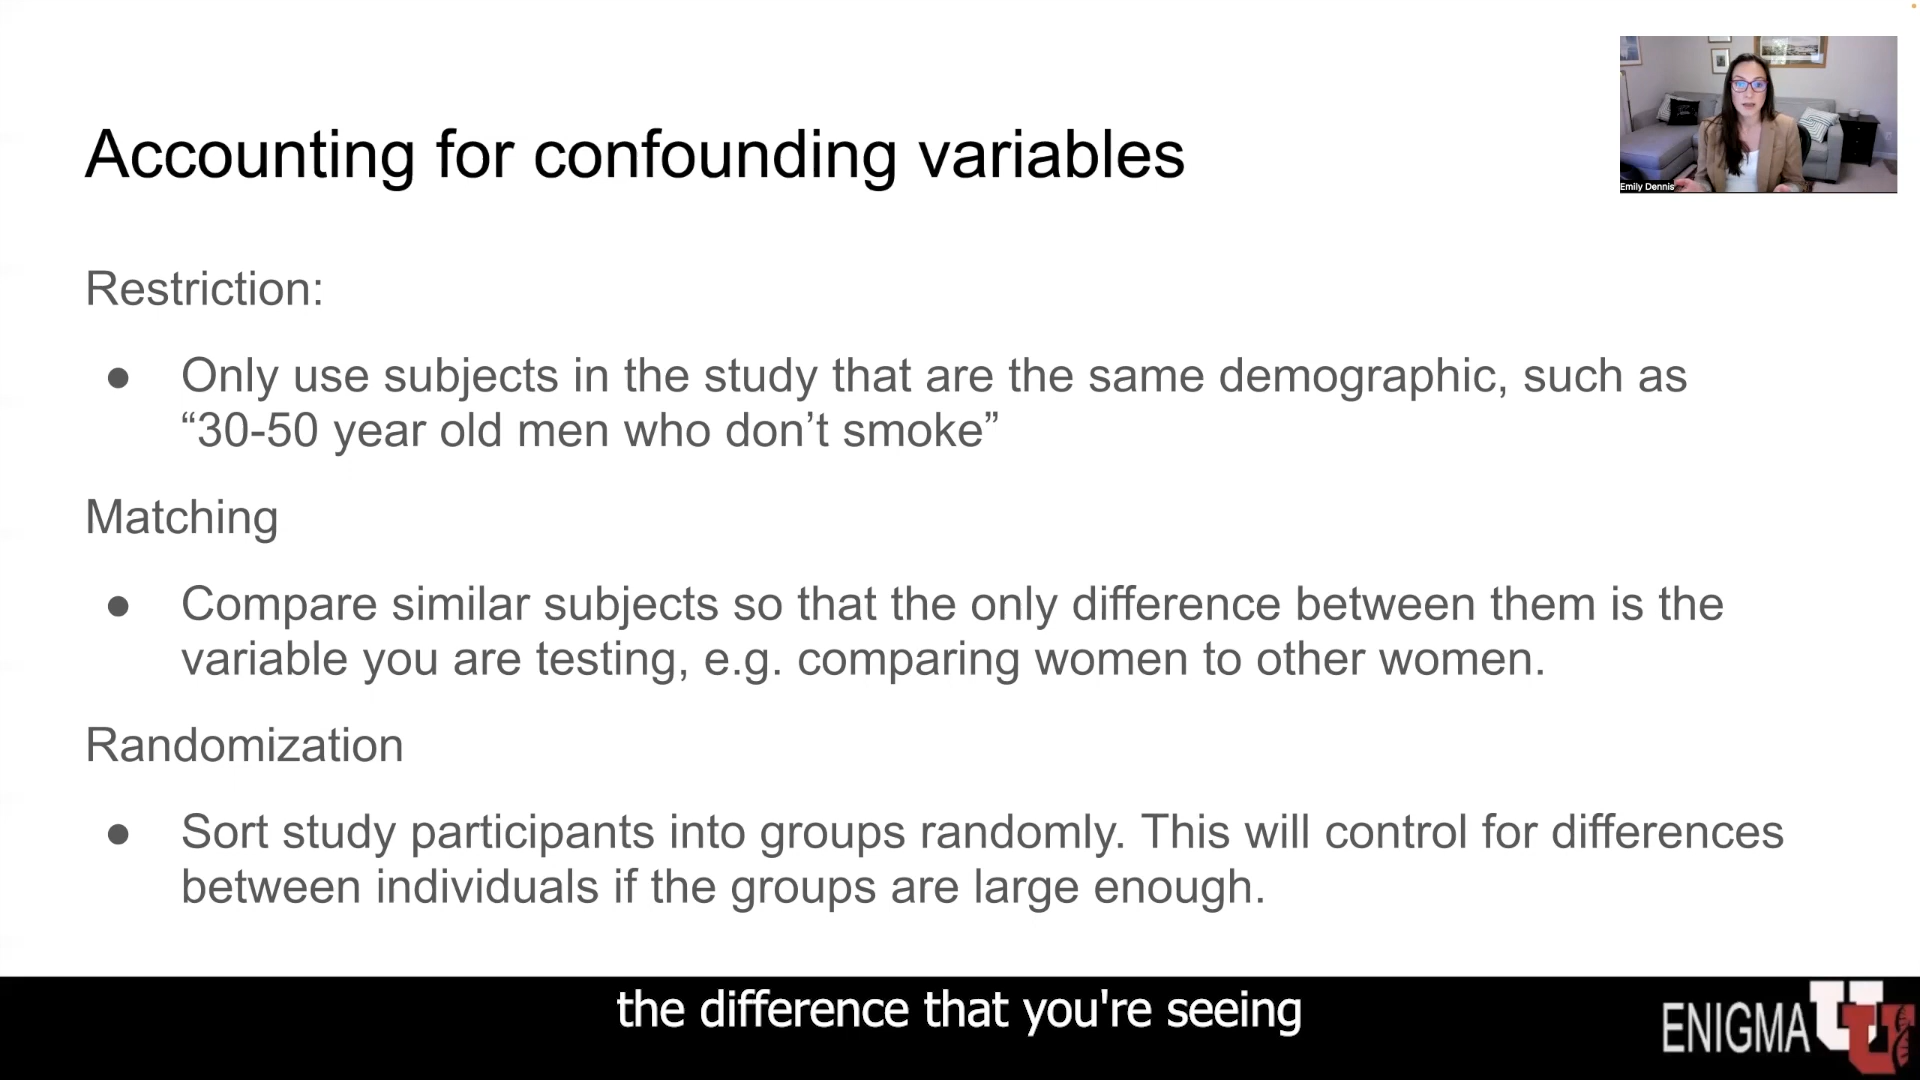 Accounting for confounding variables
Emily Dennis
Restriction:
● Only use subjects in the study that are the same demographic, such as
“30-50 year old men who don’t smoke”
Matching
● Compare similar subjects so that the only difference between them is the
variable you are testing, e.g. comparing women to other women.
Randomization
● Sort study participants into groups randomly. This will control for differences
between individuals if the groups are large enough.
the difference that you're seeing
ENIGMA U